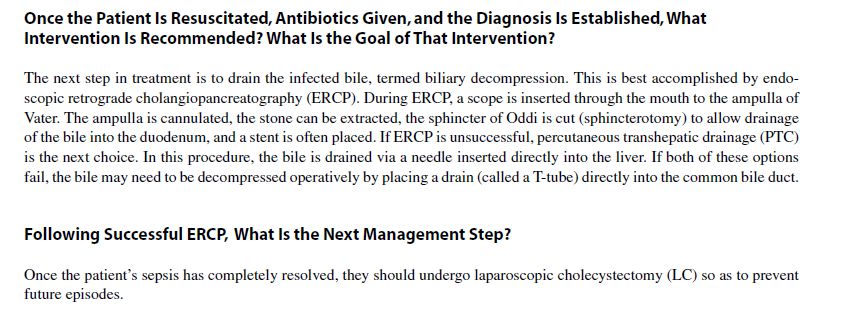 Once the Patient Is Resuscitated, Antibiotics Given, and the Diagnosis Is Established, What
Intervention Is Recommended? What Is the Goal of That Intervention?
The next step in treatment is to drain the infected bile, termed biliary decompression. This is best accomplished by endo-
scopic retrograde cholangiopancreatography (ERCP). During ERCP, a scope is inserted through the mouth to the ampulla of
Vater. The ampulla is cannulated, the stone can be extracted, the sphincter of Oddi is cut (sphincterotomy) to allow drainage
of the bile into the duodenum, and a stent is often placed. If ERCP is unsuccessful, percutaneous transhepatic drainage (PTC)
is the next choice. In this procedure, the bile is drained via a needle inserted directly into the liver. If both of these options
fail, the bile may need to be decompressed operatively by placing a drain (called a T-tube) directly into the common bile duct.
Following Successful ERCP, What Is the Next Management Step?
Once the patient's sepsis has completely resolved, they should undergo laparoscopic cholecystectomy (LC) so as to prevent
future episodes.